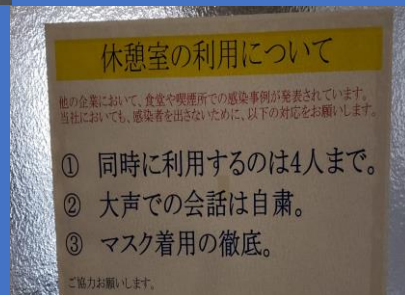 休憩室の利用について
他の企業において、食堂や喫煙所での感染事例が発表されています。
当社においても、感染者を出さないために、以下の対応をお願いします。
① 同時に利用するのは4人まで。
② 大声での会話は自粛。
③ マスク着用の徹底。
ご協力お願いします。